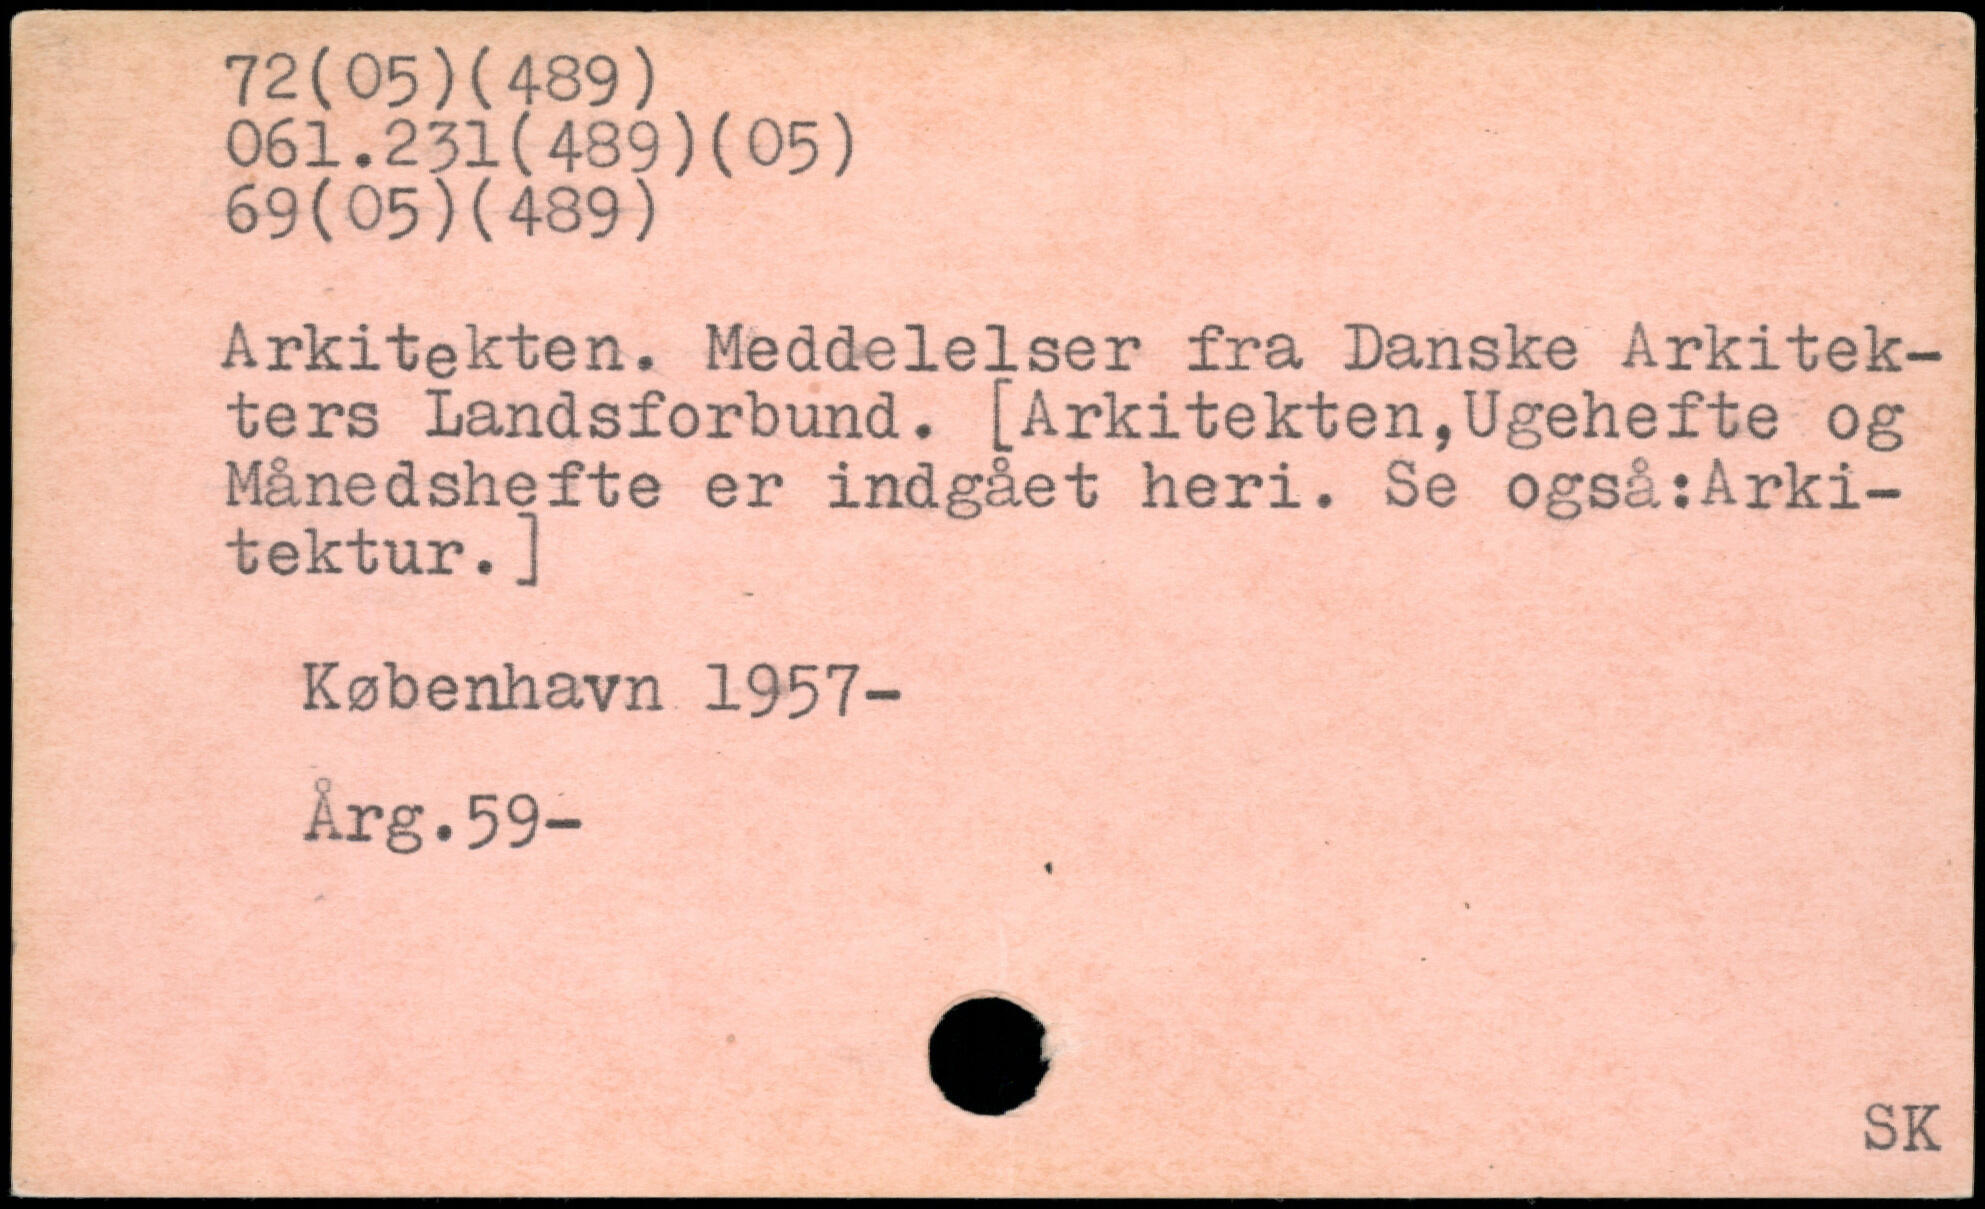 72(05)(489)
061.231(489)(05)
69(05)(489)
Arkitekten. Meddelelser fra Danske Arkitek-
ters Landsforbund. [Arkitekten,Ugehefte og
Månedshefte er indgået heri. Se også:Arki-
tektur.]
København 1957-
Årg.59-
SK